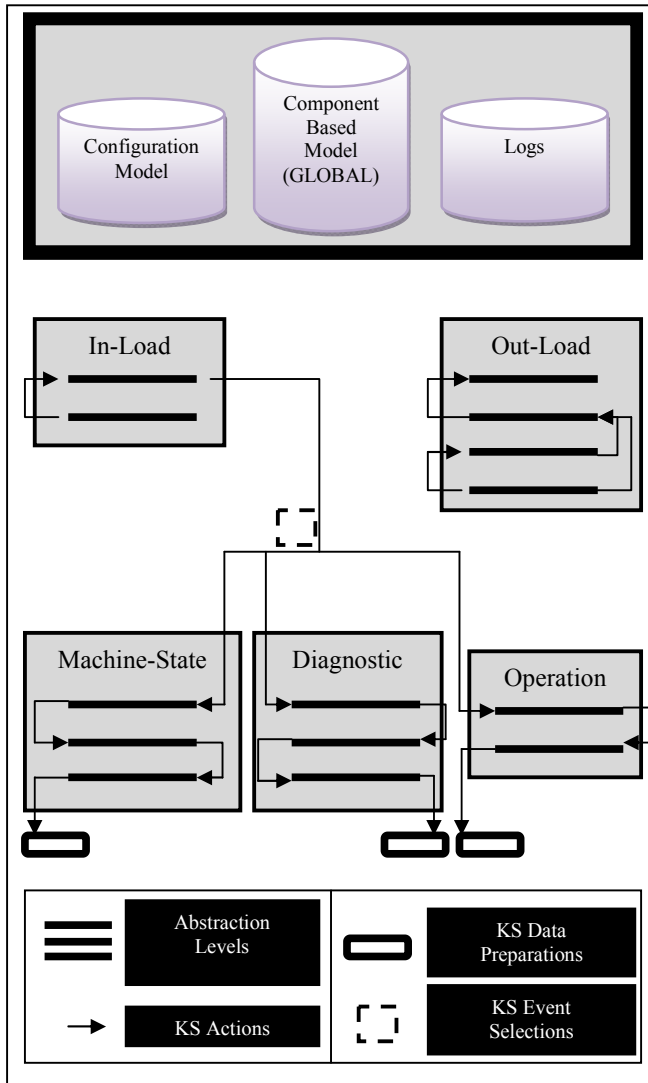 Configuration
Model
Component
Based
Model
(GLOBAL)
Logs
In-Load
Out-Load
Machine-State
Diagnostic
Operation
Abstraction
Levels
KS Data
Preparations
KS Actions
KS Event
Selections